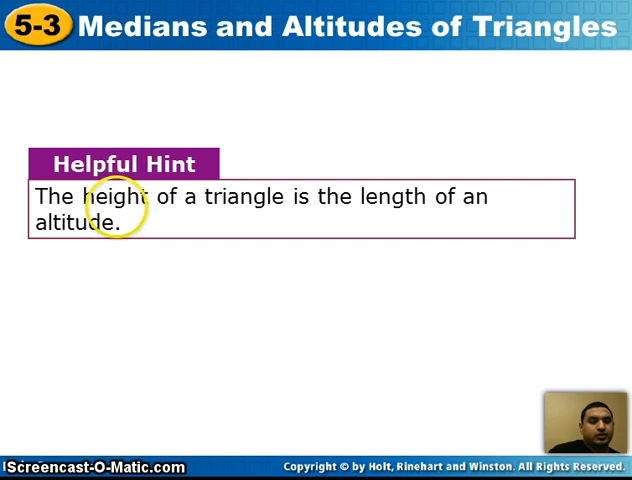 5-3 Medians and Altitudes of Triangles
Helpful Hint
The height of a triangle is the length of an
altitude.
Screencast-O-Matic.com
Copyright © by Holt, Rinehart and Winston. All Rights Reserved.